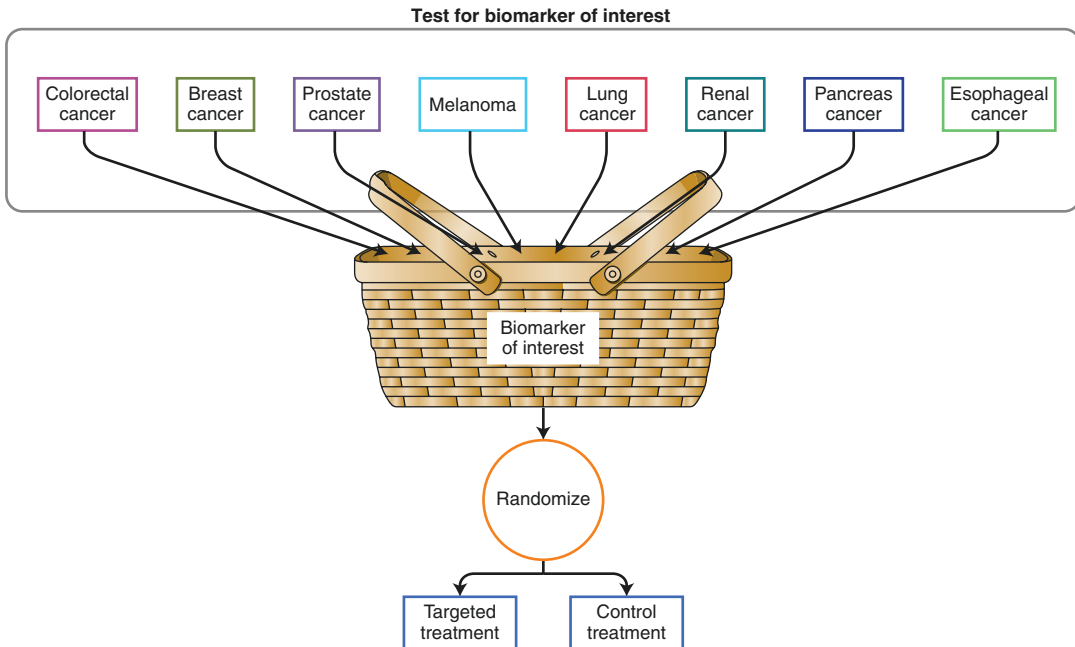 Test for biomarker of interest
Colorectal
cancer
Breast
cancer
Prostate
cancer
Melanoma
Lung
cancer
Renal
cancer
Pancreas
cancer
Esophageal
cancer
Biomarker
of interest
Randomize
Targeted
treatment
Control
treatment